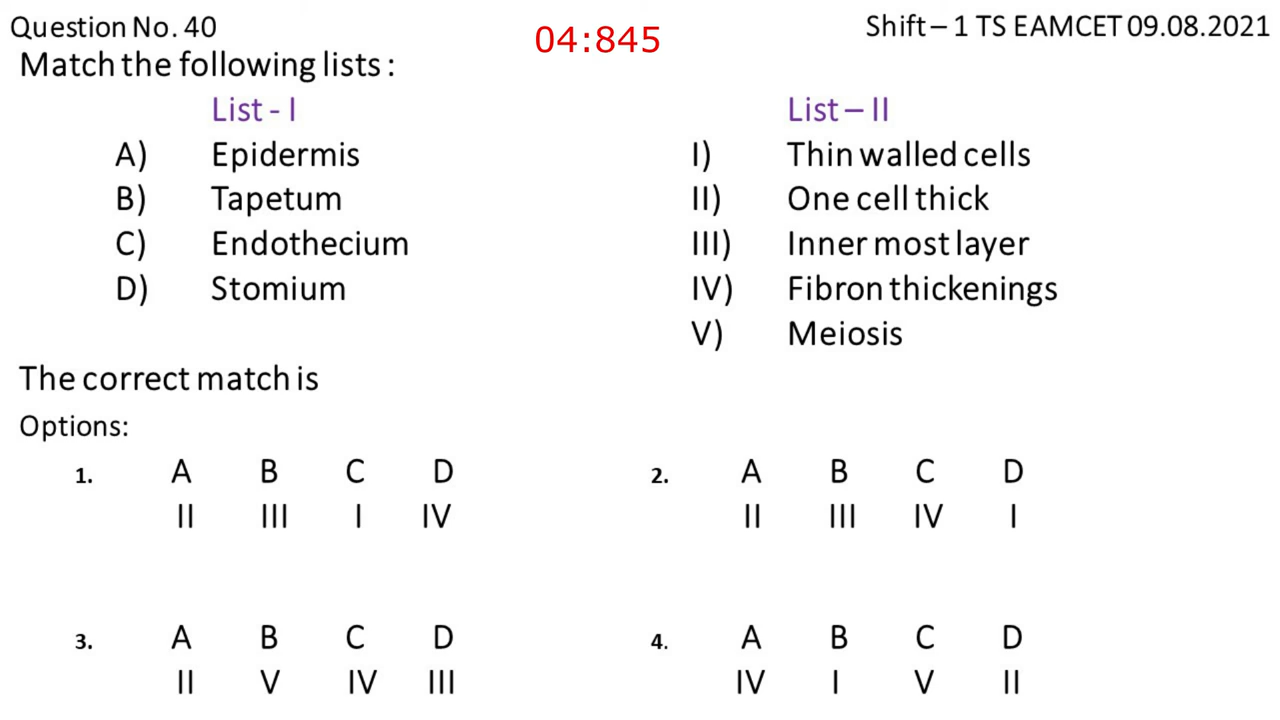 Question No. 40 04:845 Shift – 1 TS EAMCET 09.08.2021
Match the following lists :
List - I List – II
A) Epidermis I) Thin walled cells
B) Tapetum II) One cell thick
C) Endothecium III) Inner most layer
D) Stomium IV) Fibron thickenings
V) Meiosis
The correct match is
Options:
1. A B C D 2. A B C D
II III I IV II III IV I
3. A B C D 4. A B C D
II V IV III IV I V II